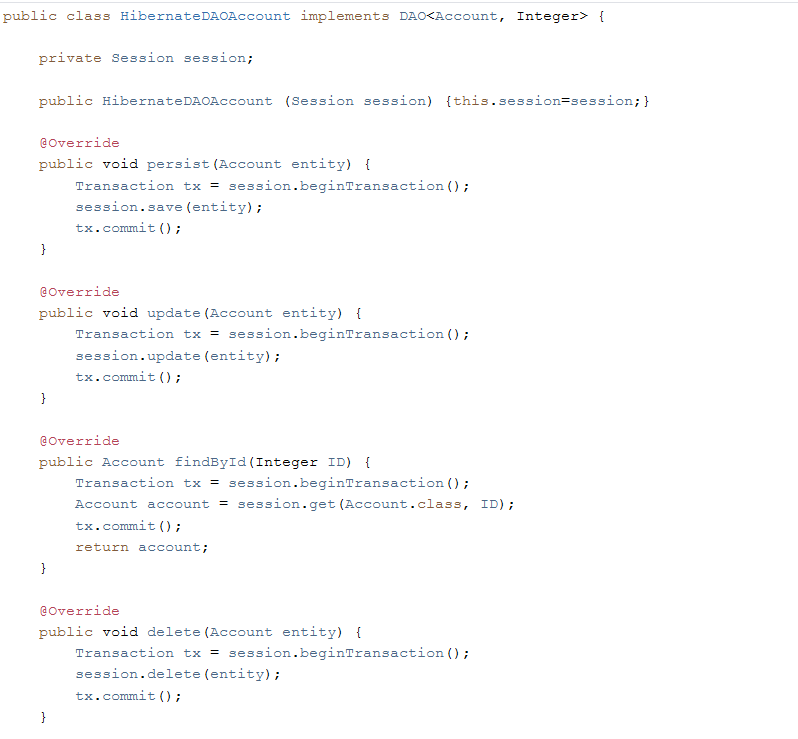 public class HibernateDAOAccount implements DAO<Account, Integer> {
private Session session;
public HibernateDAOAccount (Session session) {this.session=session;}
@Override
public void persist(Account entity) {
Transaction tx = session.beginTransaction();
session.save(entity);
tx.commit();
}
@Override
public void update(Account entity) {
Transaction tx = session.beginTransaction();
session.update(entity);
tx.commit();
}
@Override
public Account findById(Integer ID) {
Transaction tx = session.beginTransaction();
Account account = session.get(Account.class, ID);
tx.commit();
return account;
}
@Override
public void delete(Account entity) {
Transaction tx = session.beginTransaction();
session.delete(entity);
tx.commit();
}